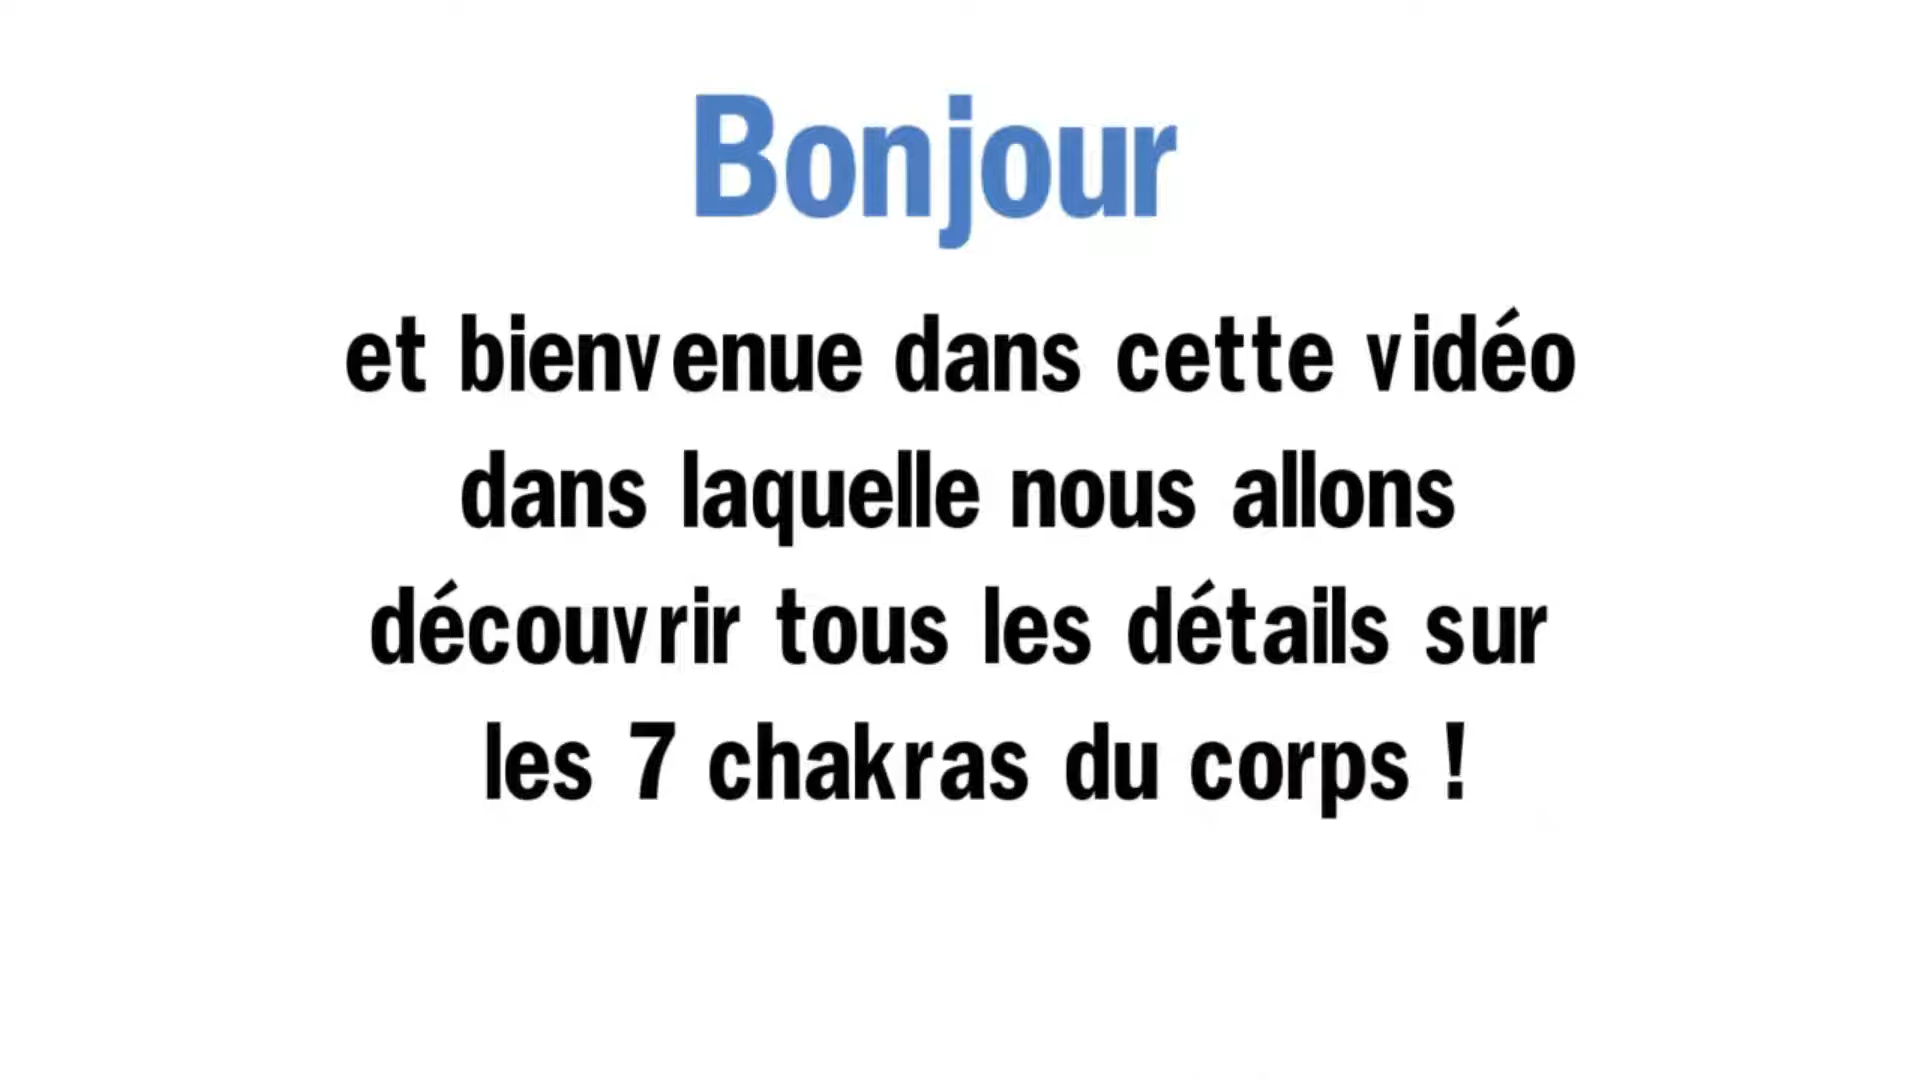 Bonjour
et bienvenue dans cette vidéo
dans laquelle nous allons
découvrir tous les détails sur
les 7 chakras du corps !